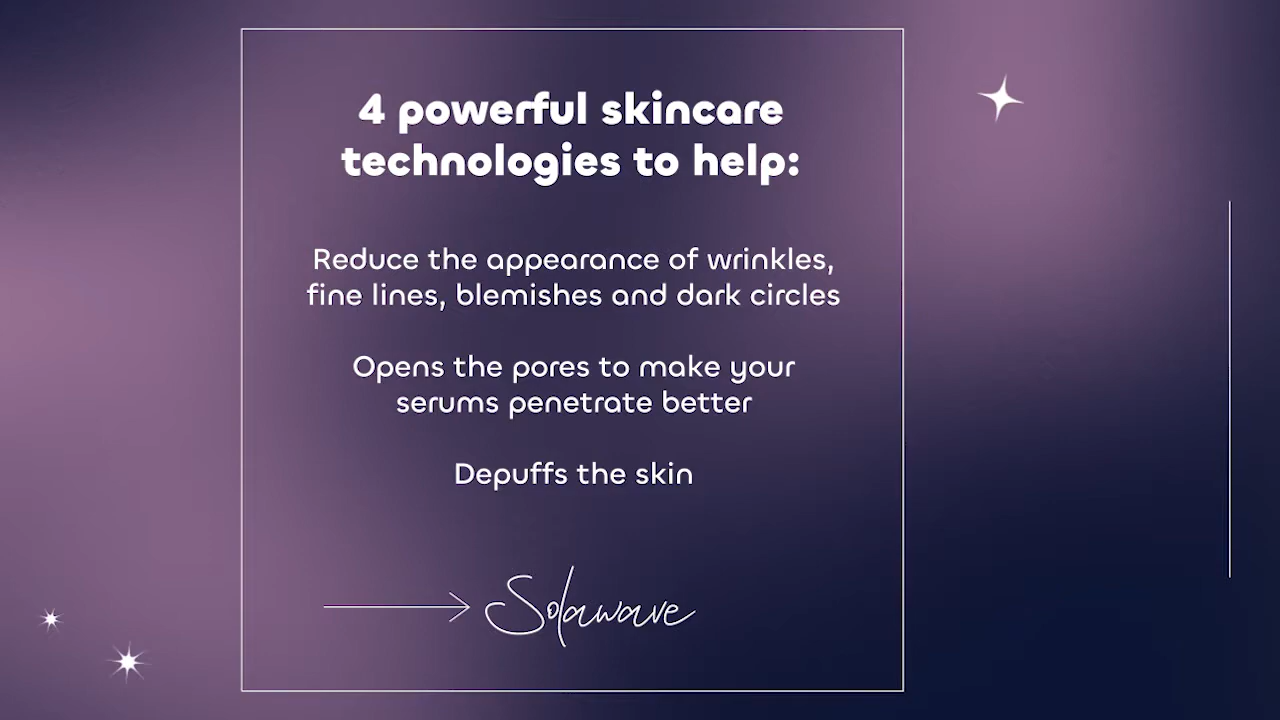 4 powerful skincare
technologies to help:
Reduce the appearance of wrinkles,
fine lines, blemishes and dark circles
Opens the pores to make your
serums penetrate better
Depuffs the skin
Solawave